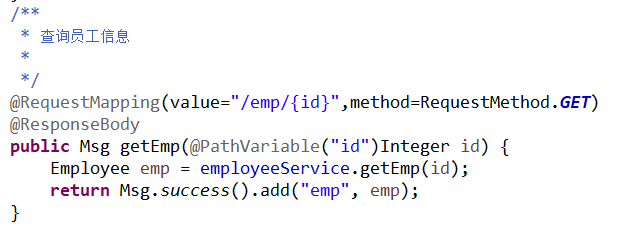 /**
 * 查询员工信息
 *
 */
@RequestMapping(value="/emp/{id}",method=RequestMethod.GET)
@ResponseBody
public Msg getEmp(@PathVariable("id")Integer id) {
    Employee emp = employeeService.getEmp(id);
    return Msg.success().add("emp", emp);
}